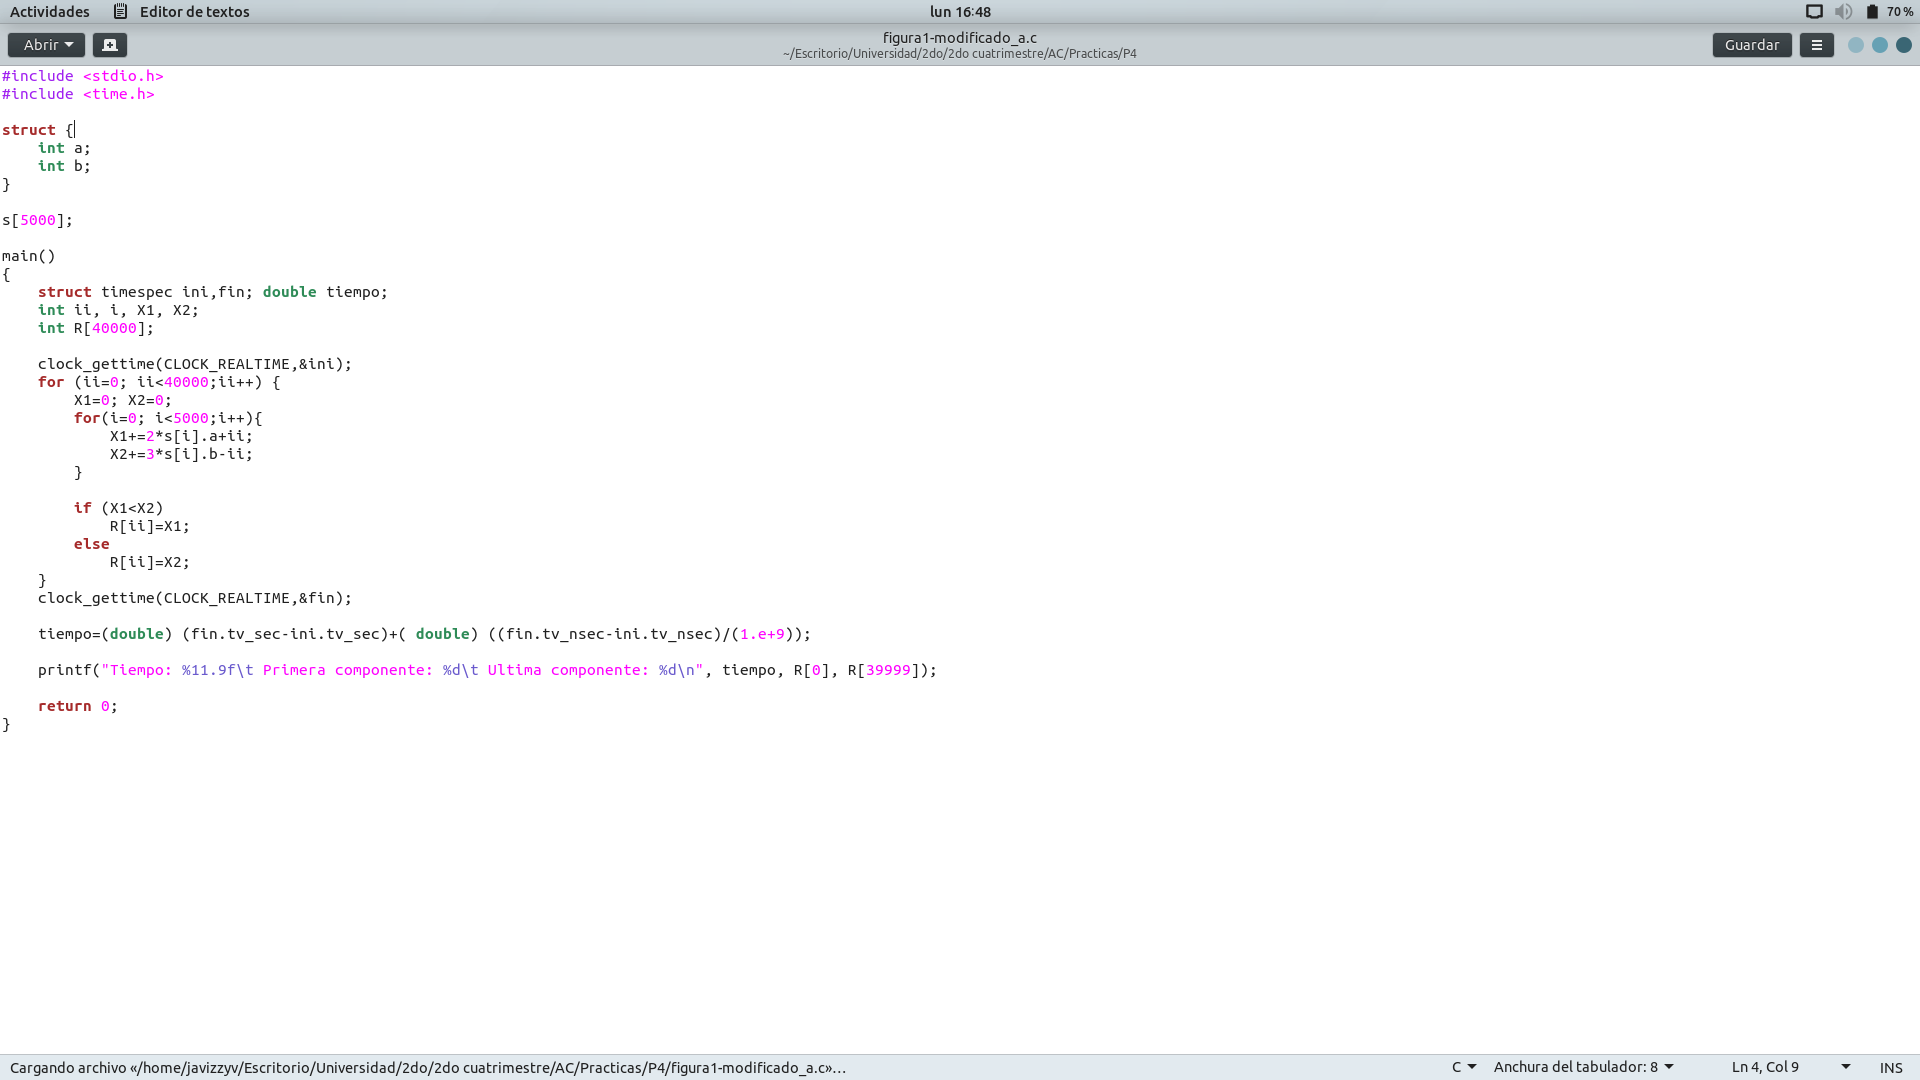 Actividades Editor de textos lun 16:48 70 %
Abrir figura1-modificado_a.c Guardar
~/Escritorio/Universidad/2do/2do cuatrimestre/AC/Practicas/P4
#include <stdio.h>
#include <time.h>
struct {
    int a;
    int b;
}
s[5000];
main()
{
    struct timespec ini,fin; double tiempo;
    int ii, i, X1, X2;
    int R[40000];
    clock_gettime(CLOCK_REALTIME,&ini);
    for (ii=0; ii<40000;ii++) {
        X1=0; X2=0;
        for(i=0; i<5000;i++){
            X1+=2*s[i].a+ii;
            X2+=3*s[i].b-ii;
        }
        if (X1<X2)
            R[ii]=X1;
        else
            R[ii]=X2;
    }
    clock_gettime(CLOCK_REALTIME,&fin);
    tiempo=(double) (fin.tv_sec-ini.tv_sec)+( double) ((fin.tv_nsec-ini.tv_nsec)/(1.e+9));
    printf("Tiempo: %11.9f\t Primera componente: %d\t Ultima componente: %d\n", tiempo, R[0], R[39999]);
    return 0;
}
Cargando archivo «/home/javizzyv/Escritorio/Universidad/2do/2do cuatrimestre/AC/Practicas/P4/figura1-modificado_a.c»… C Anchura del tabulador: 8 Ln 4, Col 9 INS